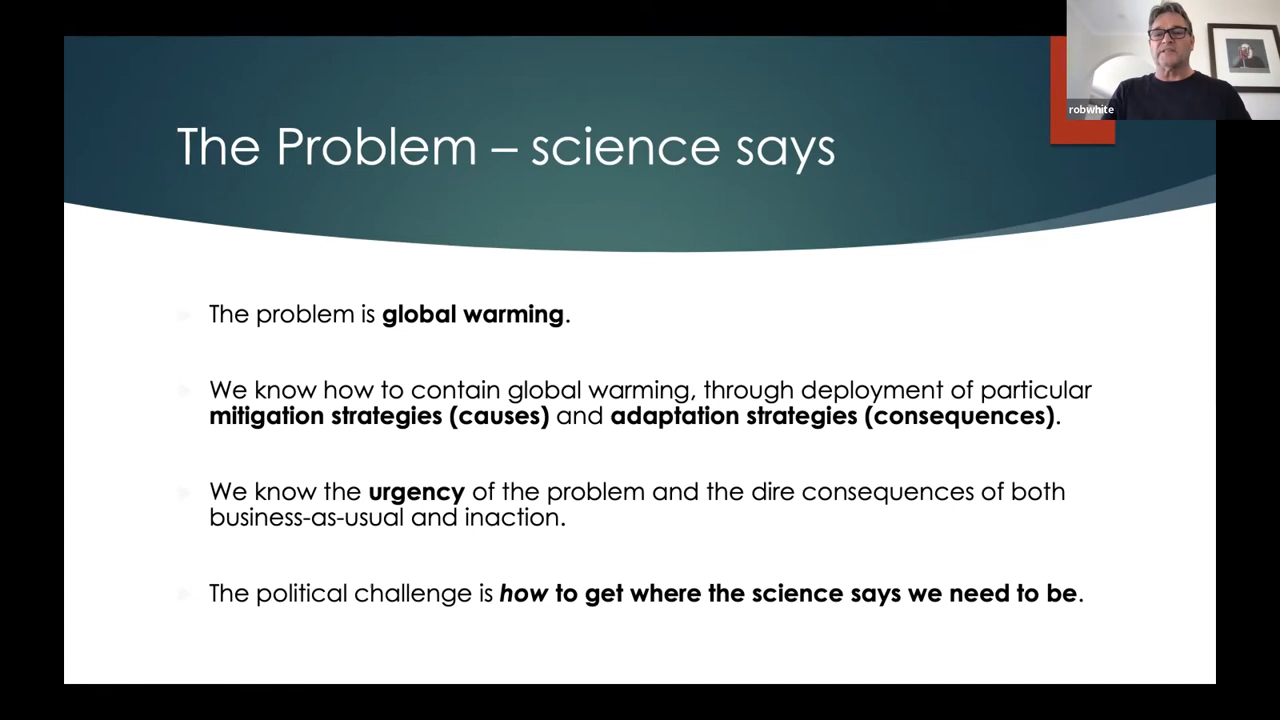 The Problem – science says
robwhite
The problem is global warming.
We know how to contain global warming, through deployment of particular
mitigation strategies (causes) and adaptation strategies (consequences).
We know the urgency of the problem and the dire consequences of both
business-as-usual and inaction.
The political challenge is how to get where the science says we need to be.